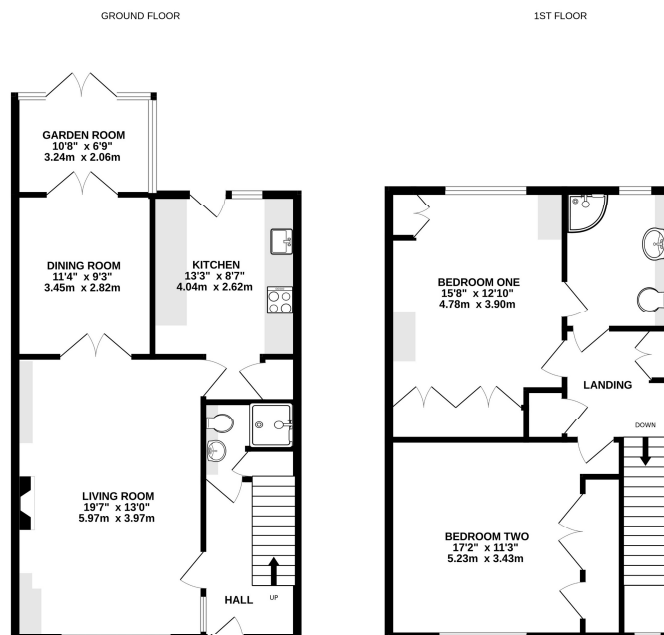 GROUND FLOOR
1ST FLOOR
GARDEN ROOM
10'8" x 6'9"
3.24m x 2.06m
DINING ROOM
11'4" x 9'3"
3.45m x 2.82m
KITCHEN
13'3" x 8'7"
4.04m x 2.62m
LIVING ROOM
19'7" x 13'0"
5.97m x 3.97m
HALL
UP
BEDROOM ONE
15'8" x 12'10"
4.78m x 3.90m
LANDING
DOWN
BEDROOM TWO
17'2" x 11'3"
5.23m x 3.43m